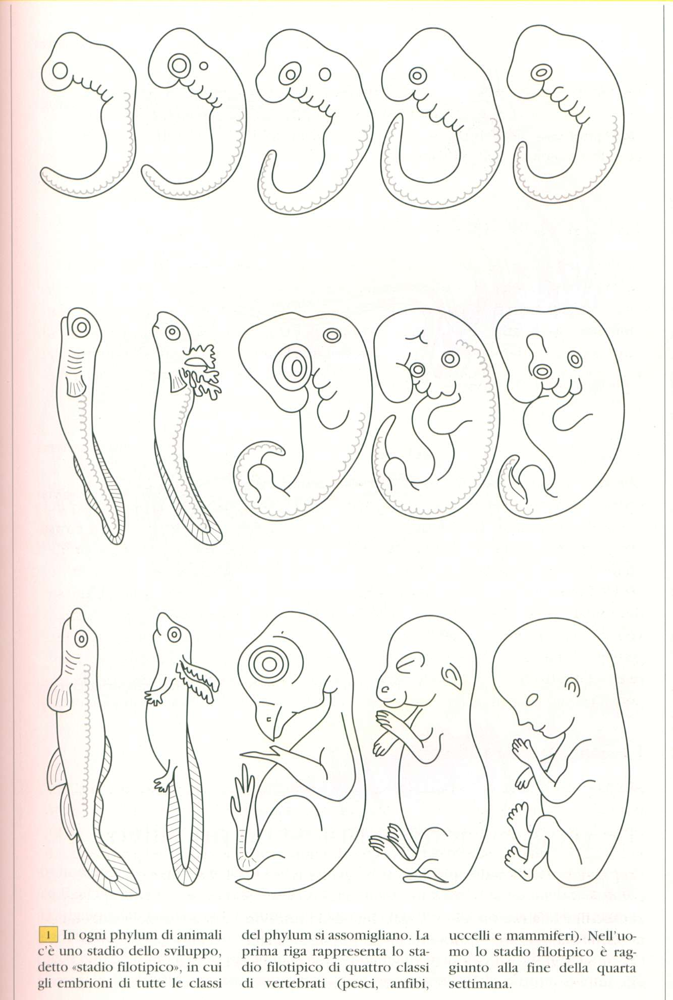 1 In ogni phylum di animali
c'è uno stadio dello sviluppo,
detto «stadio filotipico», in cui
gli embrioni di tutte le classi
del phylum si assomigliano. La
prima riga rappresenta lo sta-
dio filotipico di quattro classi
di vertebrati (pesci, anfibi,
uccelli e mammiferi). Nell'uo-
mo lo stadio filotipico è rag-
giunto alla fine della quarta
settimana.